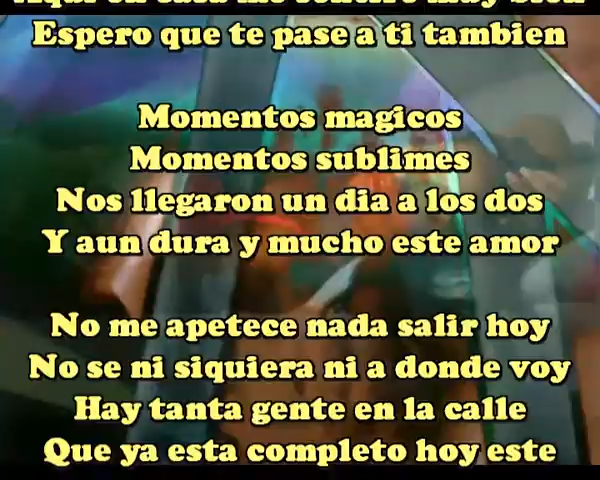 Espero que te pase a ti tambien
Momentos magicos
Momentos sublimes
Nos llegaron un dia a los dos
Y aun dura y mucho este amor
No me apetece nada salir hoy
No se ni siquiera ni a donde voy
Hay tanta gente en la calle
Que ya esta completo hoy este